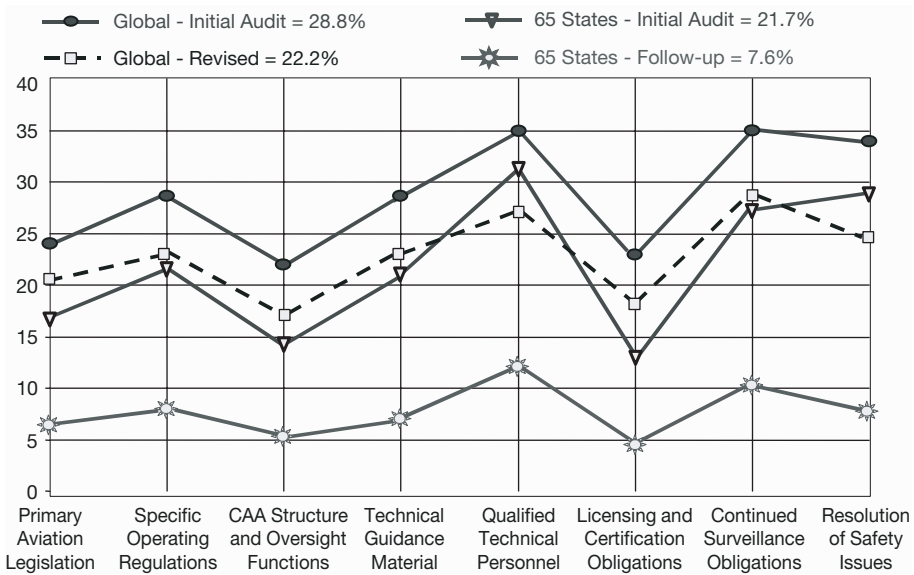 Global - Initial Audit = 28.8%
65 States - Initial Audit = 21.7%
Global - Revised = 22.2%
65 States - Follow-up = 7.6%
40
35
30
25
20
15
10
5
0
Primary
Aviation
Legislation
Specific
Operating
Regulations
CAA Structure
and Oversight
Functions
Technical
Guidance
Material
Qualified
Technical
Personnel
Licensing and
Certification
Obligations
Continued
Surveillance
Obligations
Resolution
of Safety
Issues